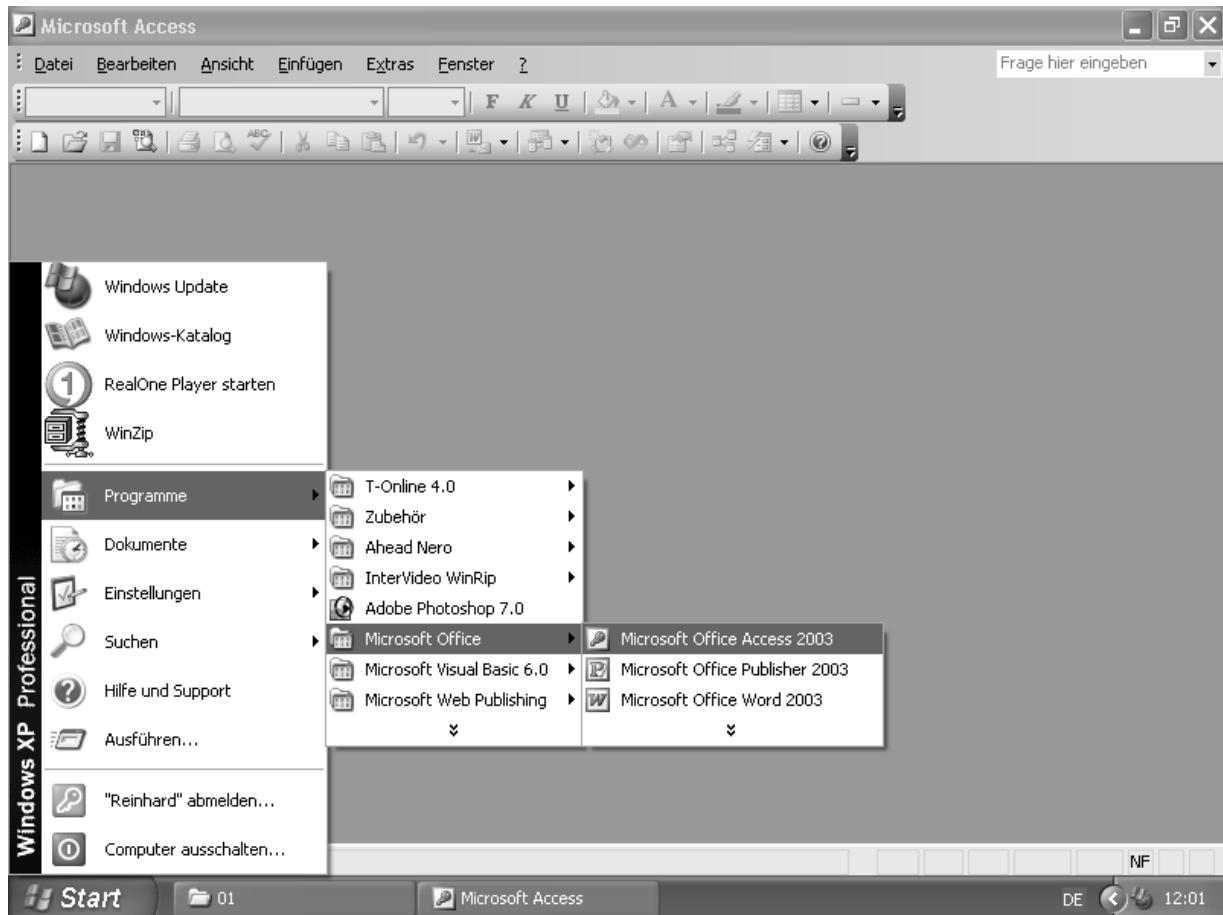 Microsoft Access
Datei Bearbeiten Ansicht Einfügen Extras Fenster ?
Frage hier eingeben
F K U A
W
ABC
Windows Update
Windows-Katalog
1 RealOne Player starten
WinZip
Programme
Dokumente
Einstellungen
Suchen
Hilfe und Support
Ausführen...
"Reinhard" abmelden...
Computer ausschalten...
Windows XP Professional
T-Online 4.0
Zubehör
Ahead Nero
InterVideo WinRip
Adobe Photoshop 7.0
Microsoft Office
Microsoft Visual Basic 6.0
Microsoft Web Publishing
Microsoft Office Access 2003
P Microsoft Office Publisher 2003
W Microsoft Office Word 2003
NF
Start
01
Microsoft Access
DE
12:01